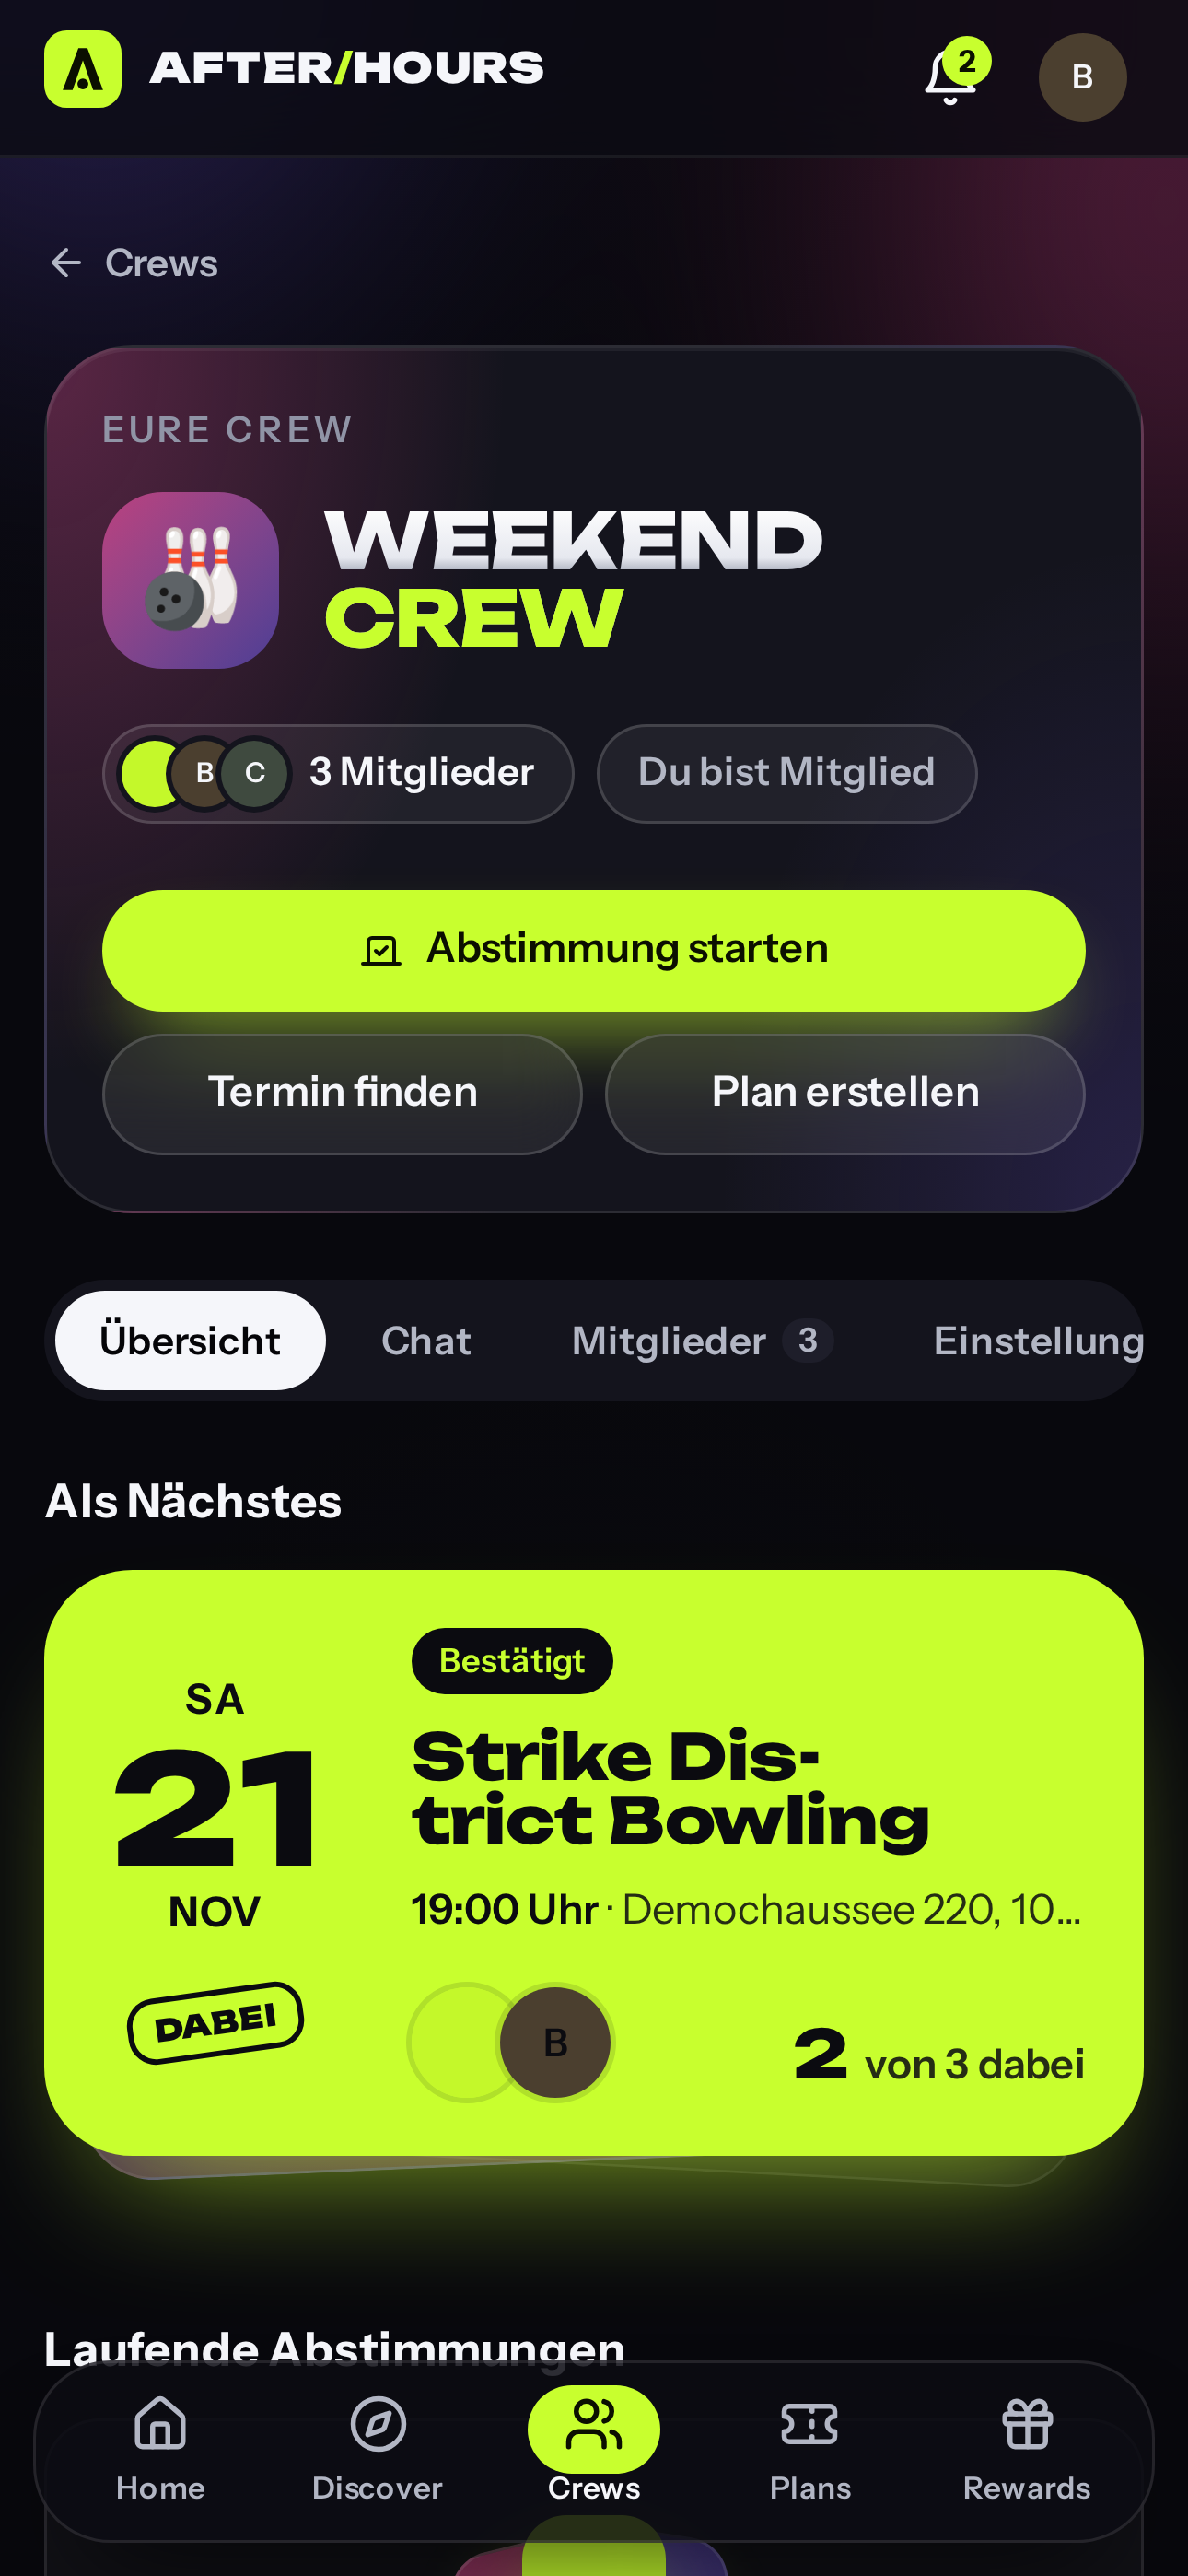 AFTER/HOURS
2
B
Crews
EURE CREW
WEEKEND
CREW
B C 3 Mitglieder
Du bist Mitglied
Abstimmung starten
Termin finden
Plan erstellen
Übersicht
Chat
Mitglieder 3
Einstellung
Als Nächstes
Bestätigt
SA
21
NOV
Strike Dis-
trict Bowling
19:00 Uhr · Demochaussee 220, 10...
DABEI
B
2 von 3 dabei
Laufende Abstimmungen
Home
Discover
Crews
Plans
Rewards